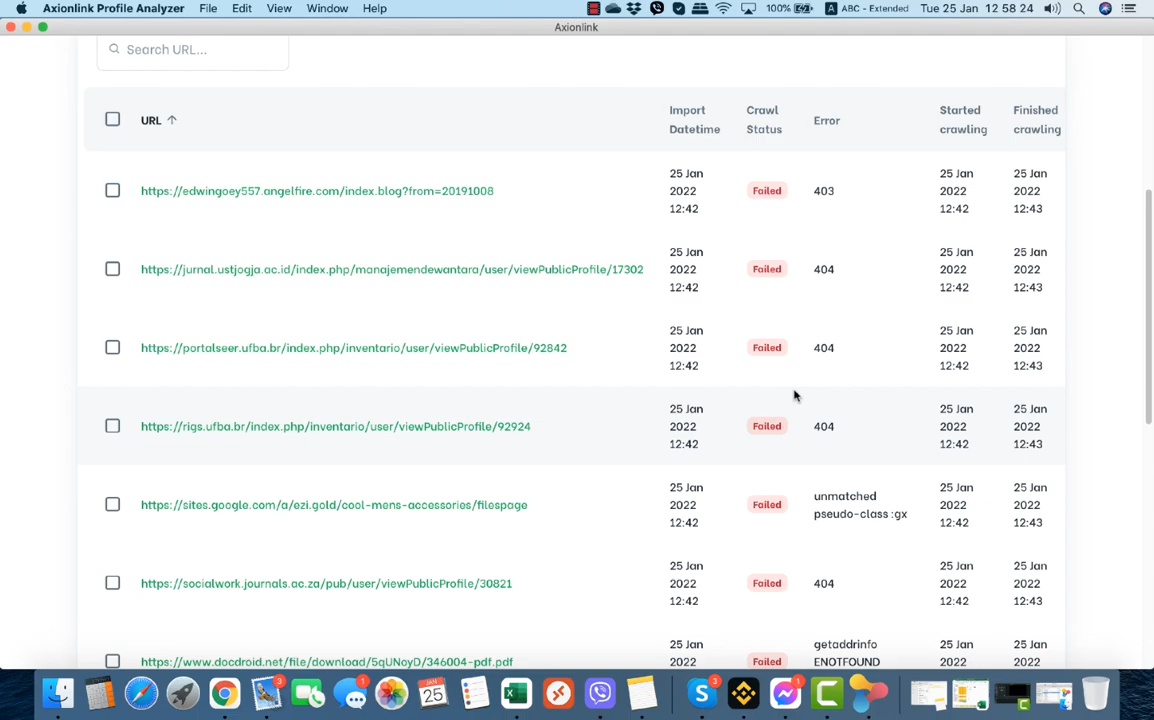 Axionlink Profile Analyzer File Edit View Window Help 100% A ABC - Extended Tue 25 Jan 12 58 24
Axionlink
Search URL...
URL ↑ Import Datetime Crawl Status Error Started crawling Finished crawling
https://edwingoey557.angelfire.com/index.blog?from=20191008
25 Jan
2022
12:42
Failed
403
25 Jan
2022
12:42
25 Jan
2022
12:43
https://jurnal.ustjogja.ac.id/index.php/manajemendewantara/user/viewPublicProfile/17302
25 Jan
2022
12:42
Failed
404
25 Jan
2022
12:42
25 Jan
2022
12:43
https://portalseer.ufba.br/index.php/inventario/user/viewPublicProfile/92842
25 Jan
2022
12:42
Failed
404
25 Jan
2022
12:42
25 Jan
2022
12:43
https://rigs.ufba.br/index.php/inventario/user/viewPublicProfile/92924
25 Jan
2022
12:42
Failed
404
25 Jan
2022
12:42
25 Jan
2022
12:43
https://sites.google.com/a/ezi.gold/cool-mens-accessories/filespage
25 Jan
2022
12:42
Failed
unmatched
pseudo-class :gx
25 Jan
2022
12:42
25 Jan
2022
12:43
https://socialwork.journals.ac.za/pub/user/viewPublicProfile/30821
25 Jan
2022
12:42
Failed
404
25 Jan
2022
12:42
25 Jan
2022
12:43
https://www.docdroid.net/file/download/5qUNoyD/346004-pdf.pdf
25 Jan
2022
Failed
getaddrinfo
ENOTFOUND
25 Jan
2022
25 Jan
2022
3
1
JAN
25
3
1